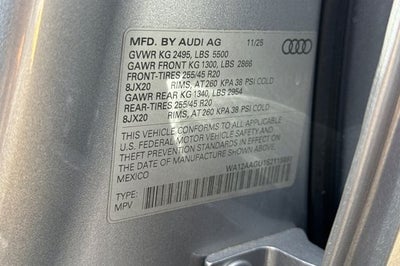 MFD. BY AUDI AG 11/25
GVWR KG 2495, LBS 5500
GAWR FRONT KG 1300, LBS 2866
FRONT-TIRES 255/45 R20
8JX20 RIMS, AT 260 KPA 38 PSI COLD
GAWR REAR KG 1340, LBS 2954
REAR-TIRES 255/45 R20
8JX20 RIMS, AT 260 KPA 38 PSI COLD
THIS VEHICLE CONFORMS TO ALL APPLICABLE
U.S. FEDERAL MOTOR VEHICLE SAFETY AND
THEFT PREVENTION STANDARDS IN EFFECT
ON THE DATE OF MANUFACTURE SHOWN ABOVE.
MEXICO
TYPE:
MPV